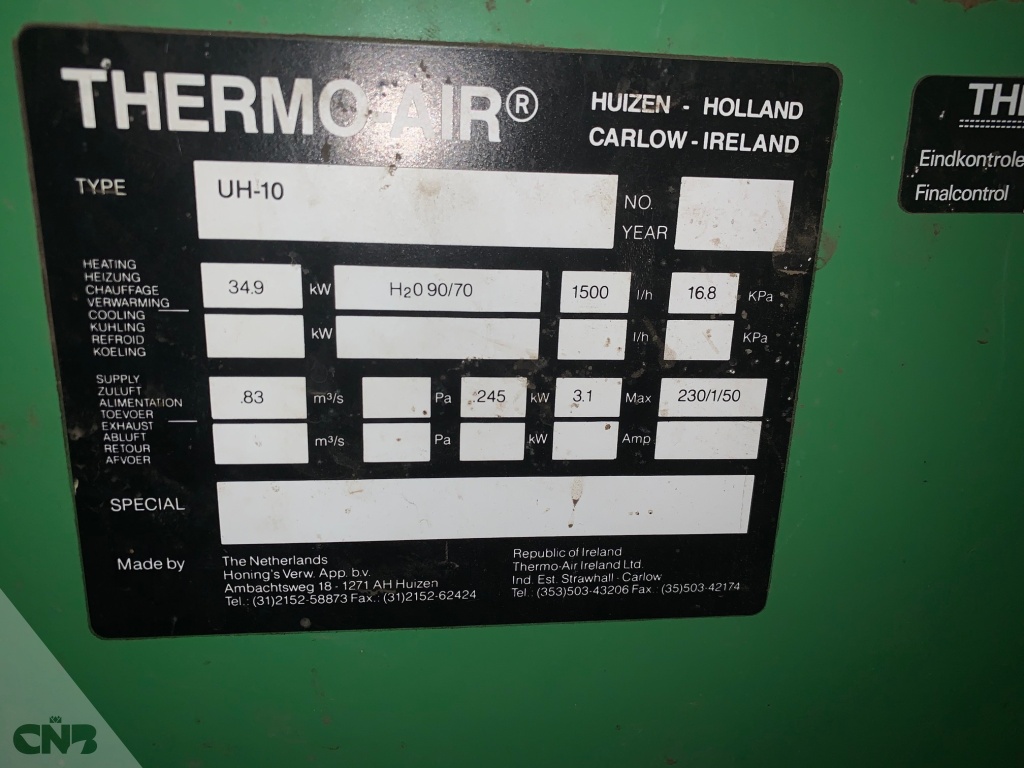 THERMO-AIR®
HUIZEN - HOLLAND
CARLOW - IRELAND
TYPE
UH-10
NO.
YEAR
HEATING
HEIZUNG
CHAUFFAGE
VERWARMING
34.9 kW H₂0 90/70 1500 l/h 16.8 KPa
COOLING
KUHLING
REFROID
KOELING
kW l/h KPa
SUPPLY
ZULUFT
ALIMENTATION
TOEVOER
.83 m³/s Pa .245 kW 3.1 Max 230/1/50
EXHAUST
ABLUFT
RETOUR
AFVOER
m³/s Pa kW Amp
SPECIAL
Made by
The Netherlands
Honing's Verw. App. b.v.
Ambachtsweg 18 - 1271 AH Huizen
Tel.: (31)2152-58873 Fax.: (31)2152-62424
Republic of Ireland
Thermo-Air Ireland Ltd.
Ind. Est. Strawhall - Carlow
Tel.: (353)503-43206 Fax.: (35)503-42174
Eindkontrole
Finalcontrol
CNB